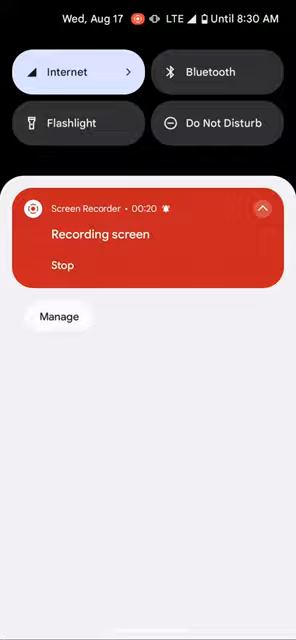 Wed, Aug 17 LTE Until 8:30 AM
Internet Bluetooth
Flashlight Do Not Disturb
Screen Recorder • 00:20
Recording screen
Stop
Manage